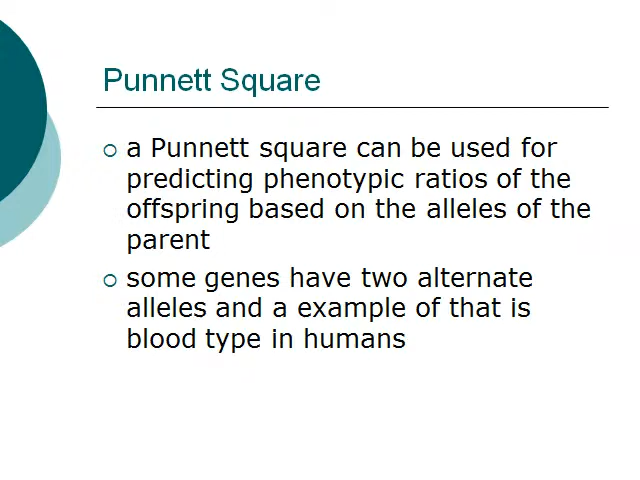 Punnett Square
a Punnett square can be used for
predicting phenotypic ratios of the
offspring based on the alleles of the
parent
some genes have two alternate
alleles and a example of that is
blood type in humans